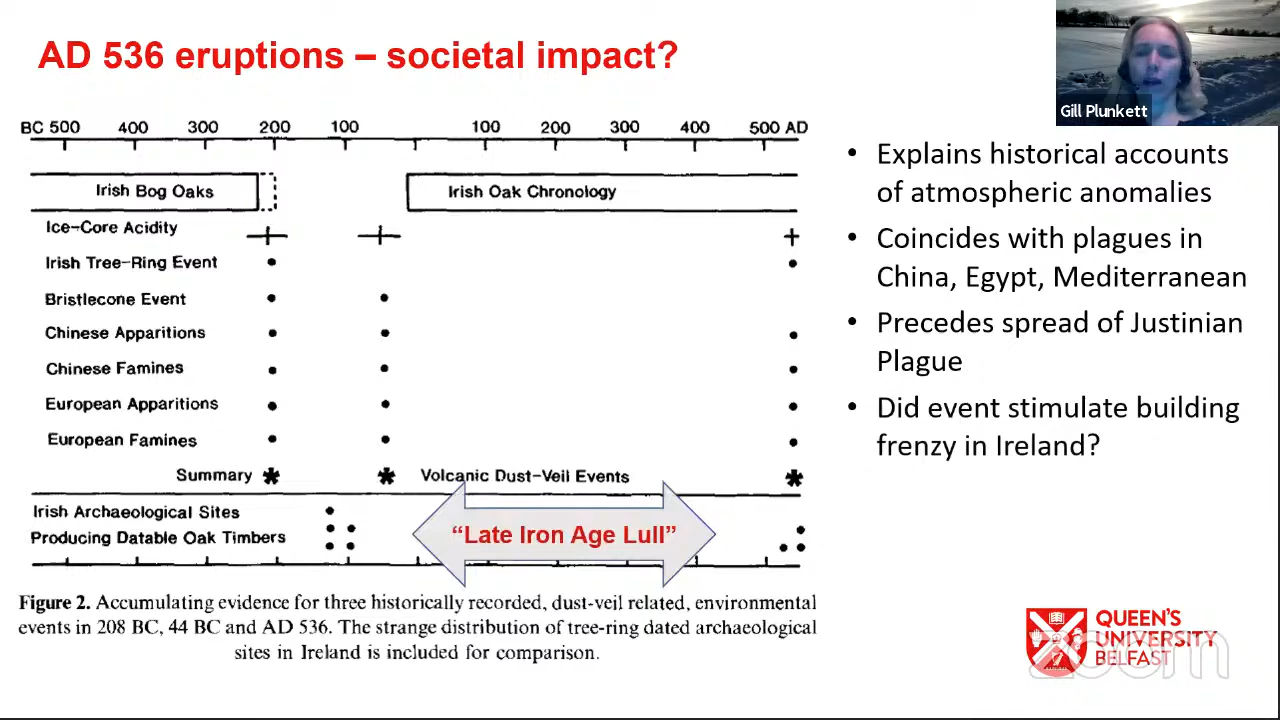 AD 536 eruptions – societal impact?
Gill Plunkett
BC 500 400 300 200 100 100 200 300 400 500 AD
Irish Bog Oaks
Irish Oak Chronology
Ice-Core Acidity
Irish Tree-Ring Event
Bristlecone Event
Chinese Apparitions
Chinese Famines
European Apparitions
European Famines
Summary
Volcanic Dust-Veil Events
Irish Archaeological Sites
Producing Datable Oak Timbers
“Late Iron Age Lull”
Figure 2. Accumulating evidence for three historically recorded, dust-veil related, environmental
events in 208 BC, 44 BC and AD 536. The strange distribution of tree-ring dated archaeological
sites in Ireland is included for comparison.
• Explains historical accounts
of atmospheric anomalies
• Coincides with plagues in
China, Egypt, Mediterranean
• Precedes spread of Justinian
Plague
• Did event stimulate building
frenzy in Ireland?
QUEEN'S
UNIVERSITY
BELFAST
zoom